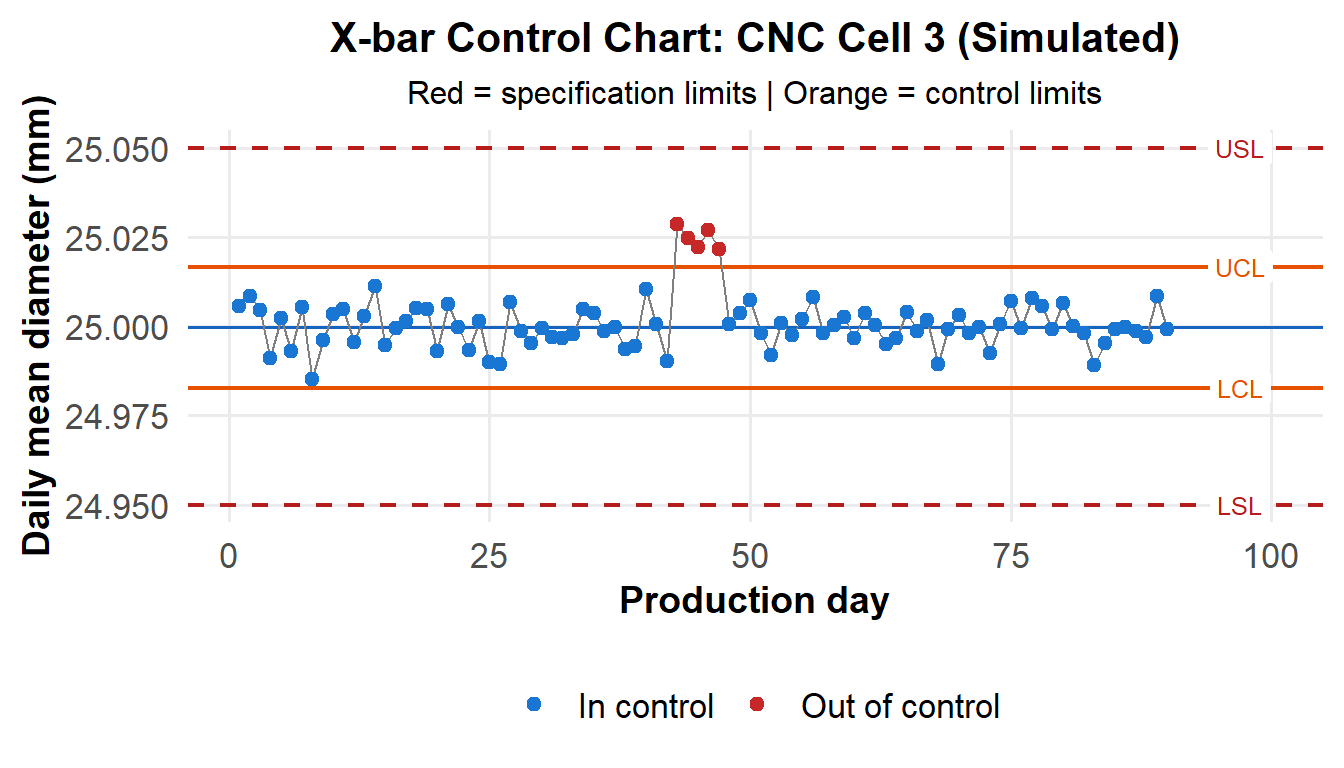 X-bar Control Chart: CNC Cell 3 (Simulated)
Red = specification limits | Orange = control limits
Daily mean diameter (mm)
25.050
25.025
25.000
24.975
24.950
USL
UCL
LCL
LSL
0 25 50 75 100
Production day
In control Out of control